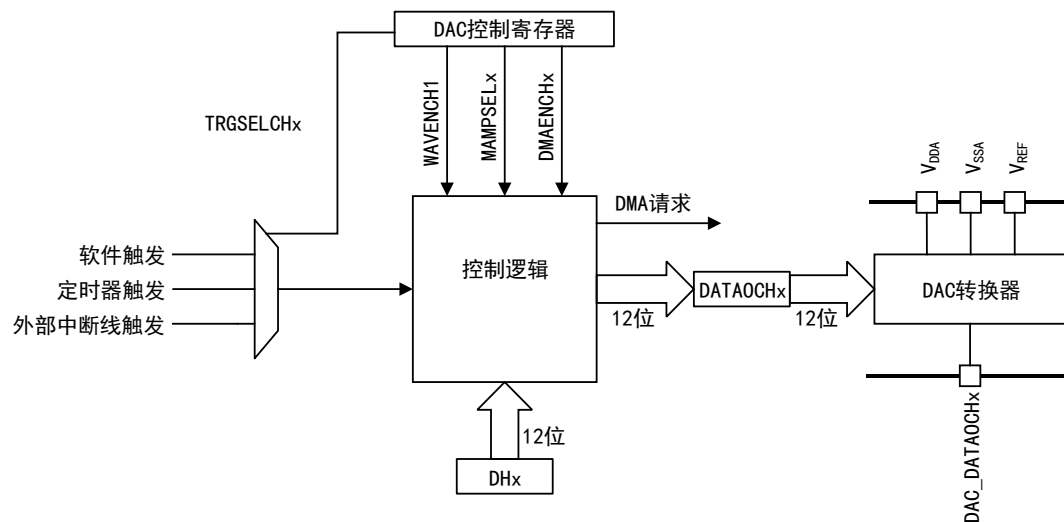 DAC控制寄存器
TRGSELCHx
WAVENCH1
MAMPSELx
DMAENCHx
VDDA
VSSA
VREF
DMA请求
软件触发
定时器触发
外部中断线触发
控制逻辑
DATAOCHx
DAC转换器
12位
12位
12位
DHx
DAC_DATAOCHx